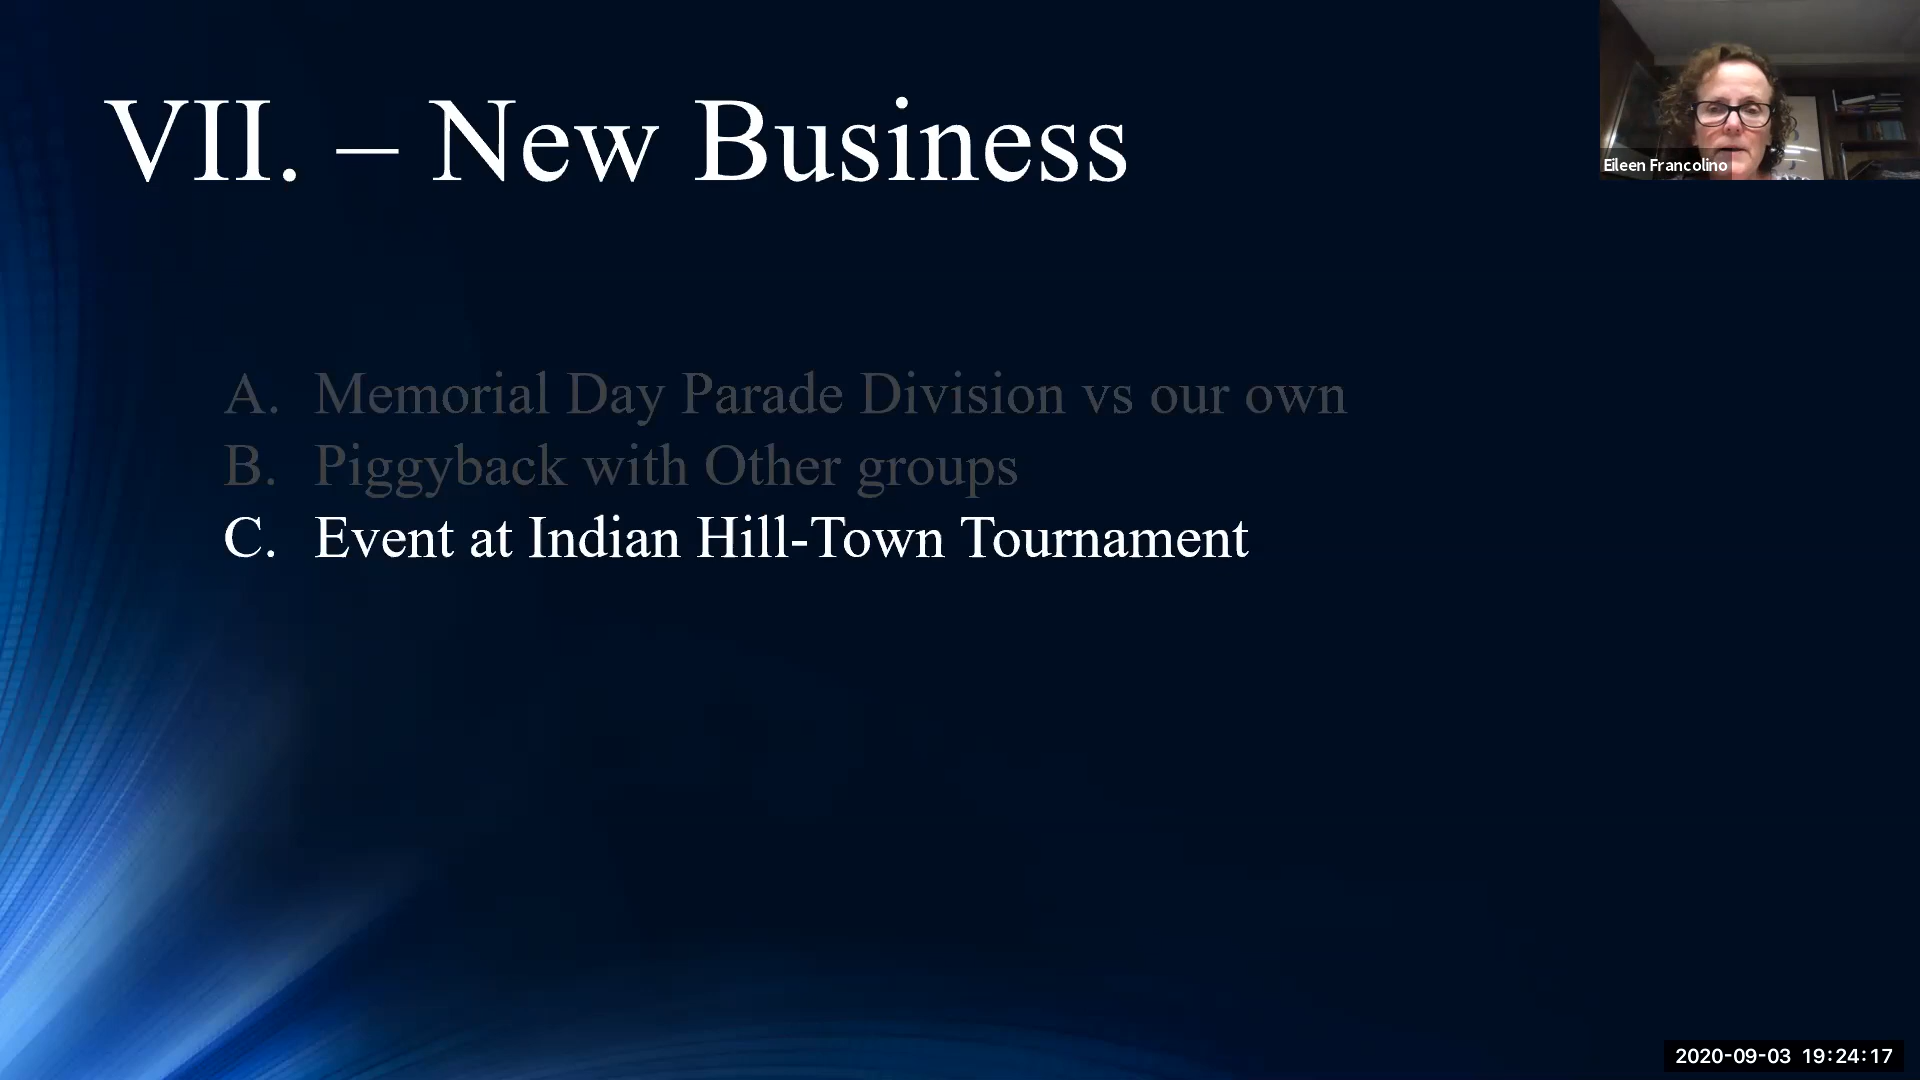 VII. – New Business
Eileen Francolino
A. Memorial Day Parade Division vs our own
B. Piggyback with Other groups
C. Event at Indian Hill-Town Tournament
2020-09-03 19:24:17